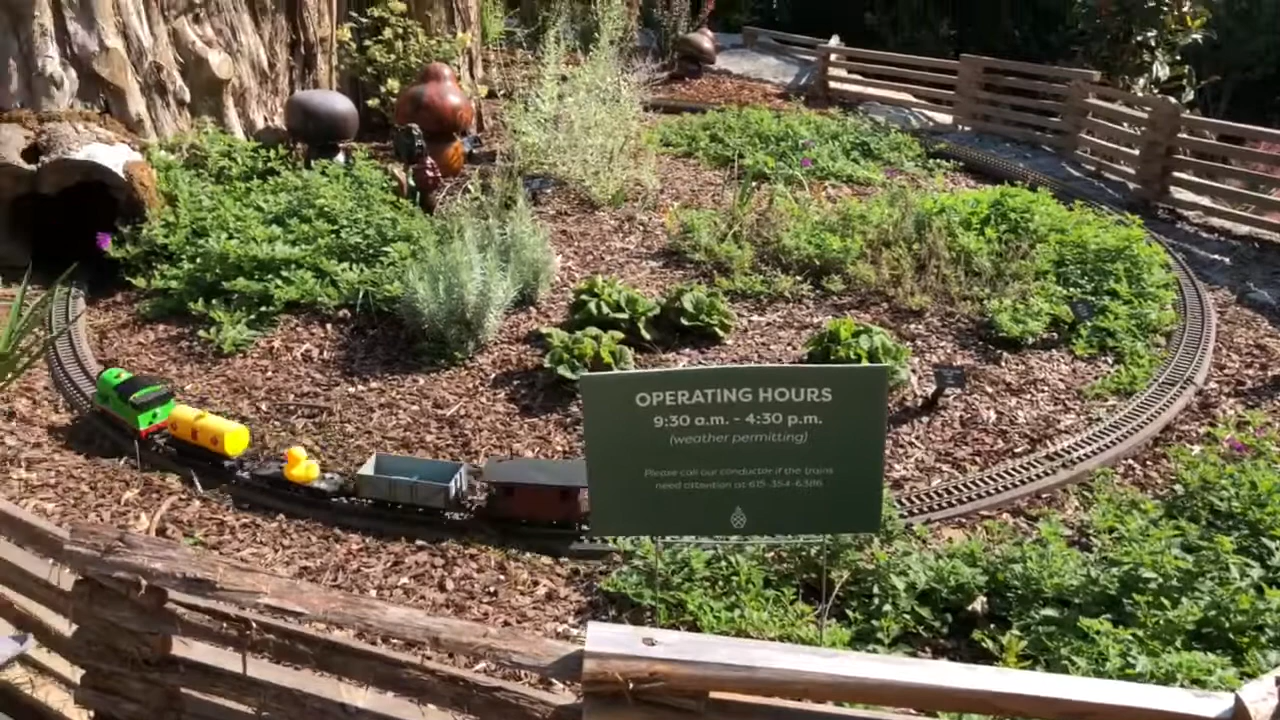 OPERATING HOURS
9:30 a.m. - 4:30 p.m.
(weather permitting)
Please call our conductor if the trains
need attention at 615-354-6386